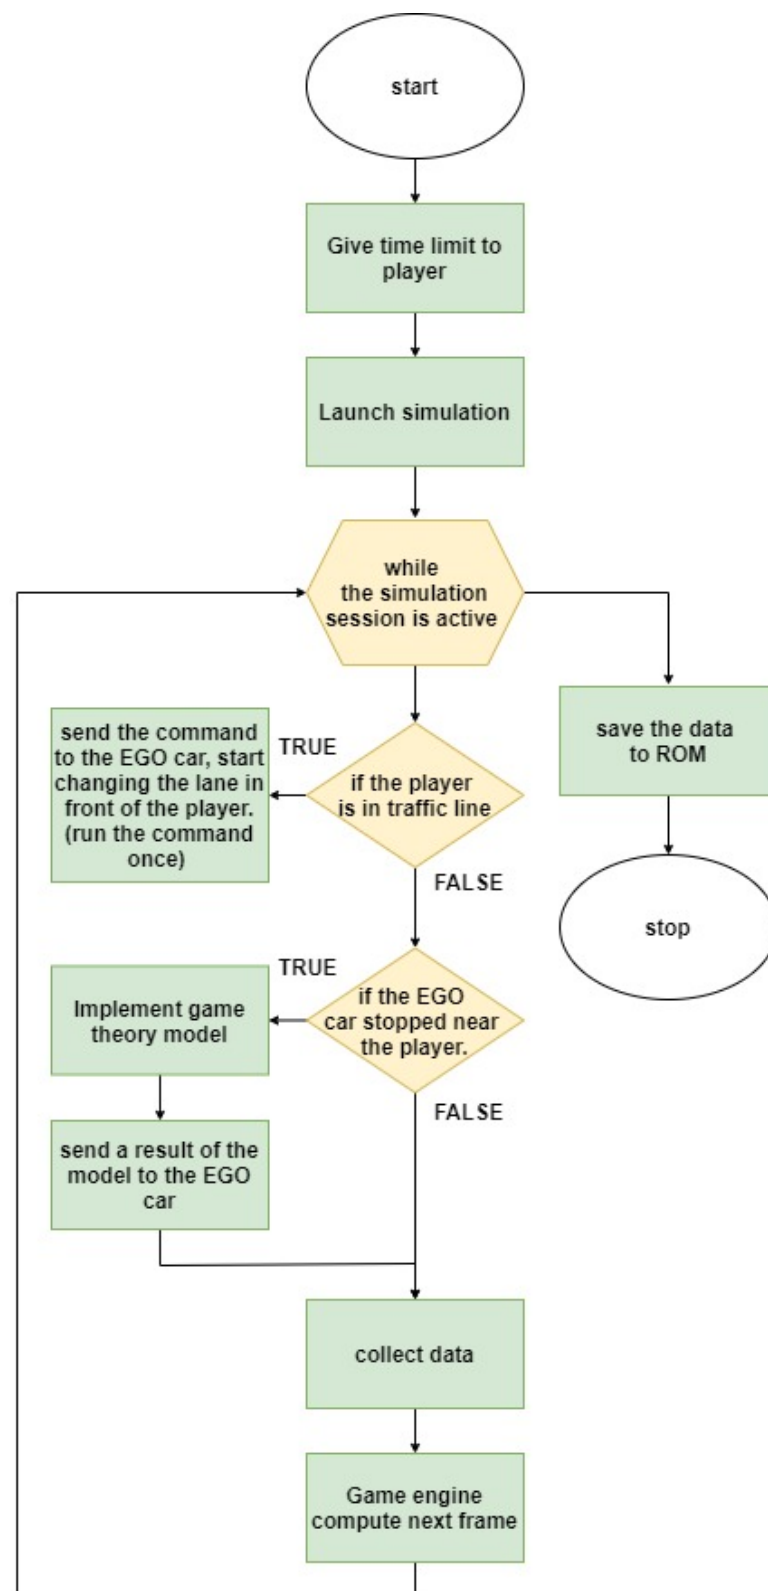 start
Give time limit to
player
Launch simulation
while
the simulation
session is active
send the command
to the EGO car, start
changing the lane in
front of the player.
(run the command
once)
TRUE
if the player
is in traffic line
save the data
to ROM
FALSE
stop
TRUE
Implement game
theory model
if the EGO
car stopped near
the player.
FALSE
send a result of the
model to the EGO
car
collect data
Game engine
compute next frame